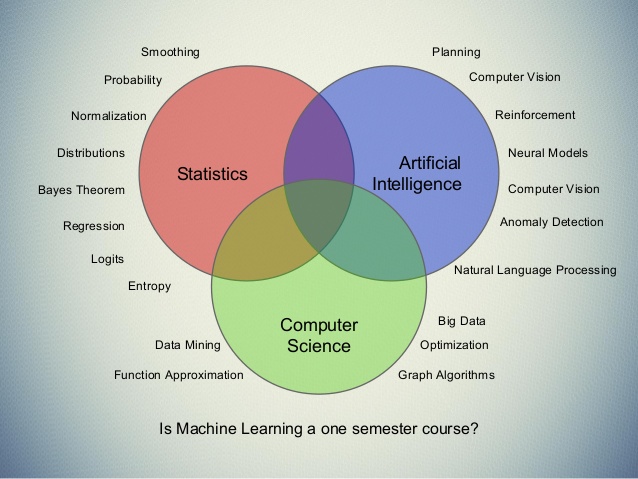 Smoothing
Planning
Probability
Computer Vision
Normalization
Reinforcement
Distributions
Neural Models
Statistics
Artificial
Intelligence
Bayes Theorem
Computer Vision
Regression
Anomaly Detection
Logits
Natural Language Processing
Entropy
Computer
Science
Big Data
Data Mining
Optimization
Function Approximation
Graph Algorithms
Is Machine Learning a one semester course?